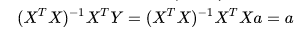 (X^T X)^{-1} X^T Y = (X^T X)^{-1} X^T X a = a